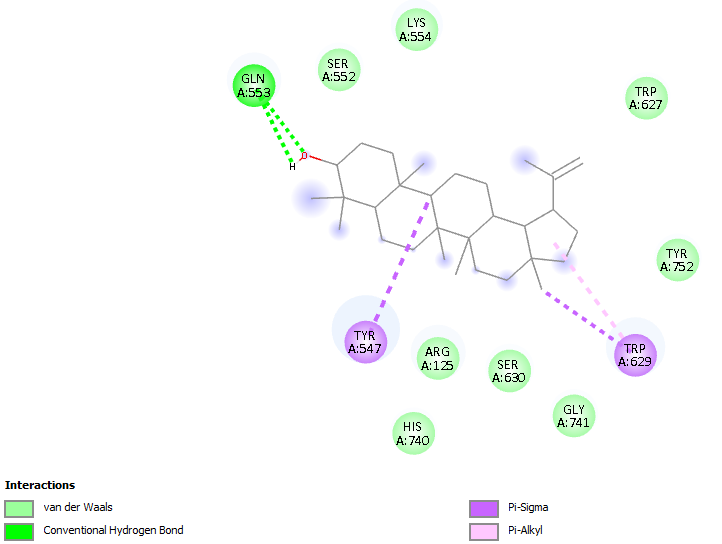 LYS
A:554
SER
A:552
GLN
A:553
TRP
A:627
O
H
TYR
A:752
TYR
A:547
ARG
A:125
SER
A:630
TRP
A:629
GLY
A:741
HIS
A:740
Interactions
van der Waals
Conventional Hydrogen Bond
Pi-Sigma
Pi-Alkyl